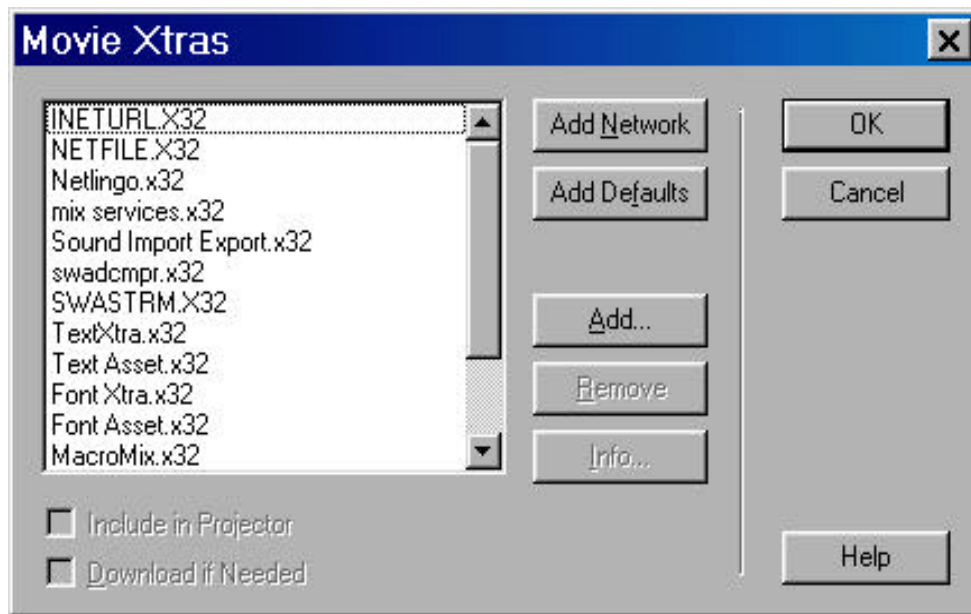 Movie Xtras
INETURL.X32
NETFILE.X32
Netlingo.x32
mix services.x32
Sound Import Export.x32
swadcmpr.x32
SWASTRM.X32
TextXtra.x32
Text Asset.x32
Font Xtra.x32
Font Asset.x32
MacroMix.x32
Include in Projector
Download if Needed
Add Network
Add Defaults
Add...
Remove
Info...
OK
Cancel
Help